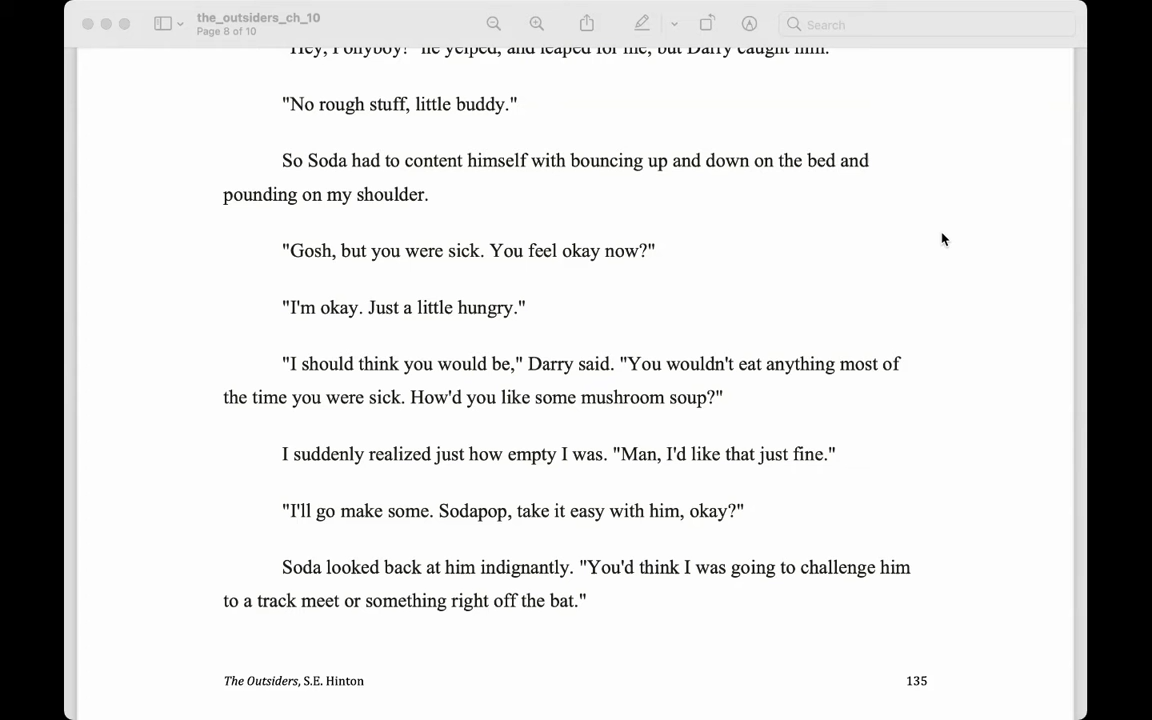 the_outsiders_ch_10
Page 8 of 10
Search
"Hey, Ponyboy!" he yelped, and leaped for me, but Darry caught him.
"No rough stuff, little buddy."
So Soda had to content himself with bouncing up and down on the bed and
pounding on my shoulder.
"Gosh, but you were sick. You feel okay now?"
"I'm okay. Just a little hungry."
"I should think you would be," Darry said. "You wouldn't eat anything most of
the time you were sick. How'd you like some mushroom soup?"
I suddenly realized just how empty I was. "Man, I'd like that just fine."
"I'll go make some. Sodapop, take it easy with him, okay?"
Soda looked back at him indignantly. "You'd think I was going to challenge him
to a track meet or something right off the bat."
The Outsiders, S.E. Hinton
135